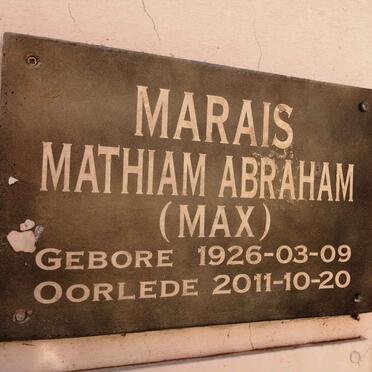 MARAIS
MATHIAM ABRAHAM
(MAX)
GEBORE 1926-03-09
OORLEDE 2011-10-20